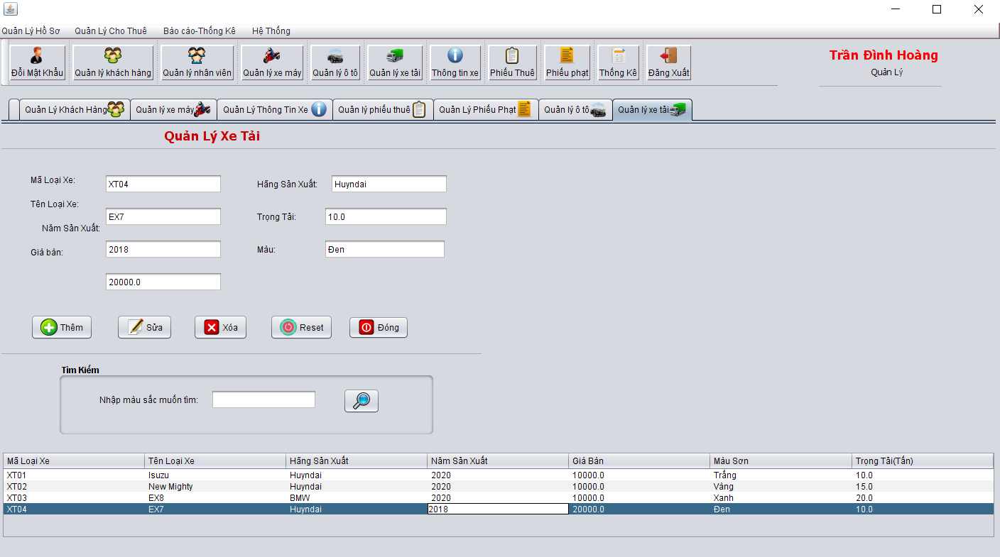 Quản Lý Hồ Sơ Quản Lý Cho Thuê Báo cáo-Thống Kê Hệ Thống
Đổi Mật Khẩu Quản lý khách hàng Quản lý nhân viên Quản lý xe máy Quản lý ô tô Quản lý xe tải Thông tin xe Phiếu Thuê Phiếu phạt Thống Kê Đăng Xuất
Trần Đình Hoàng
Quản Lý
Quản Lý Khách Hàng Quản lý xe máy Quản Lý Thông Tin Xe Quản lý phiếu thuê Quản Lý Phiếu Phạt Quản lý ô tô Quản lý xe tải
Quản Lý Xe Tải
Mã Loại Xe: XT04 Hãng Sản Xuất: Huyndai
Tên Loại Xe: EX7 Trọng Tải: 10.0
Năm Sản Xuất: 2018 Màu: Đen
Giá bán: 20000.0
Thêm Sửa Xóa Reset Đóng
Tìm Kiếm
Nhập màu sắc muốn tìm:
Mã Loại Xe Tên Loại Xe Hãng Sản Xuất Năm Sản Xuất Giá Bán Màu Sơn Trọng Tải(Tấn)
XT01 Isuzu Huyndai 2020 10000.0 Trắng 10.0
XT02 New Mighty Huyndai 2020 10000.0 Vàng 15.0
XT03 EX8 BMW 2020 10000.0 Xanh 20.0
XT04 EX7 Huyndai 2018 20000.0 Đen 10.0